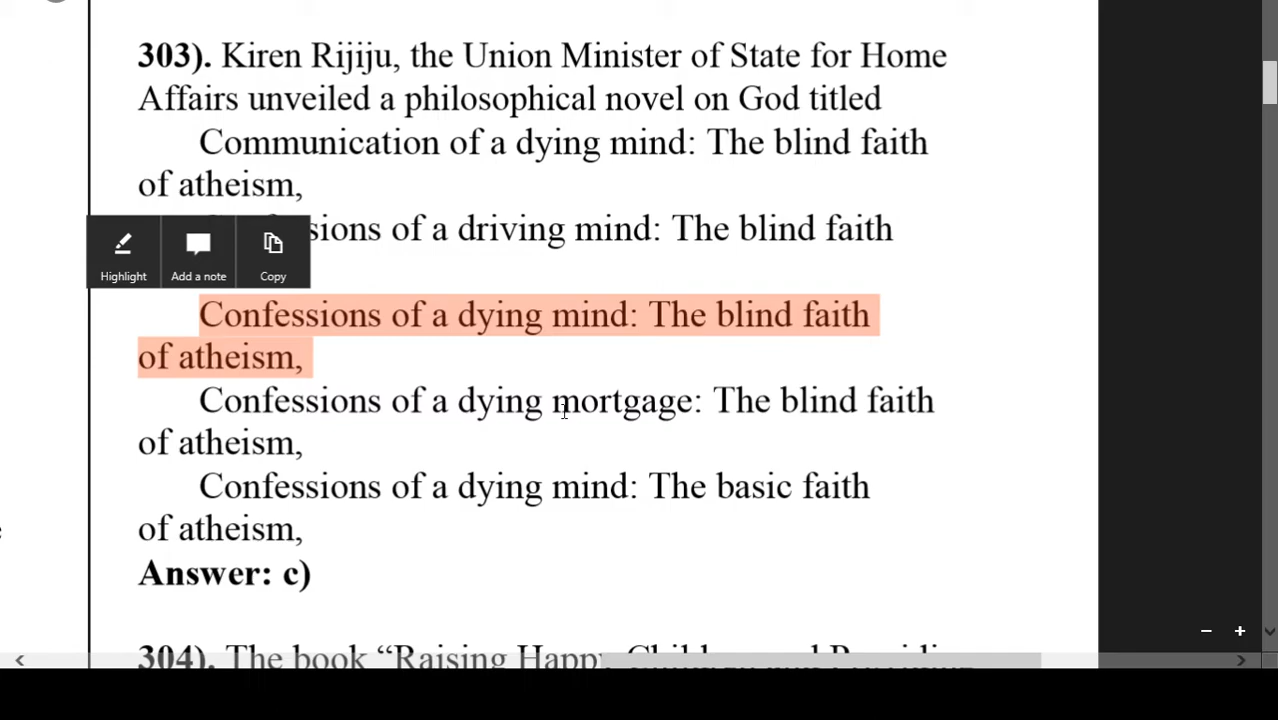 303). Kiren Rijiju, the Union Minister of State for Home
Affairs unveiled a philosophical novel on God titled
Communication of a dying mind: The blind faith
of atheism,
sions of a driving mind: The blind faith
Highlight
Add a note
Copy
Confessions of a dying mind: The blind faith
of atheism,
Confessions of a dying mortgage: The blind faith
of atheism,
Confessions of a dying mind: The basic faith
of atheism,
Answer: c)
304). The book “Raising Happy